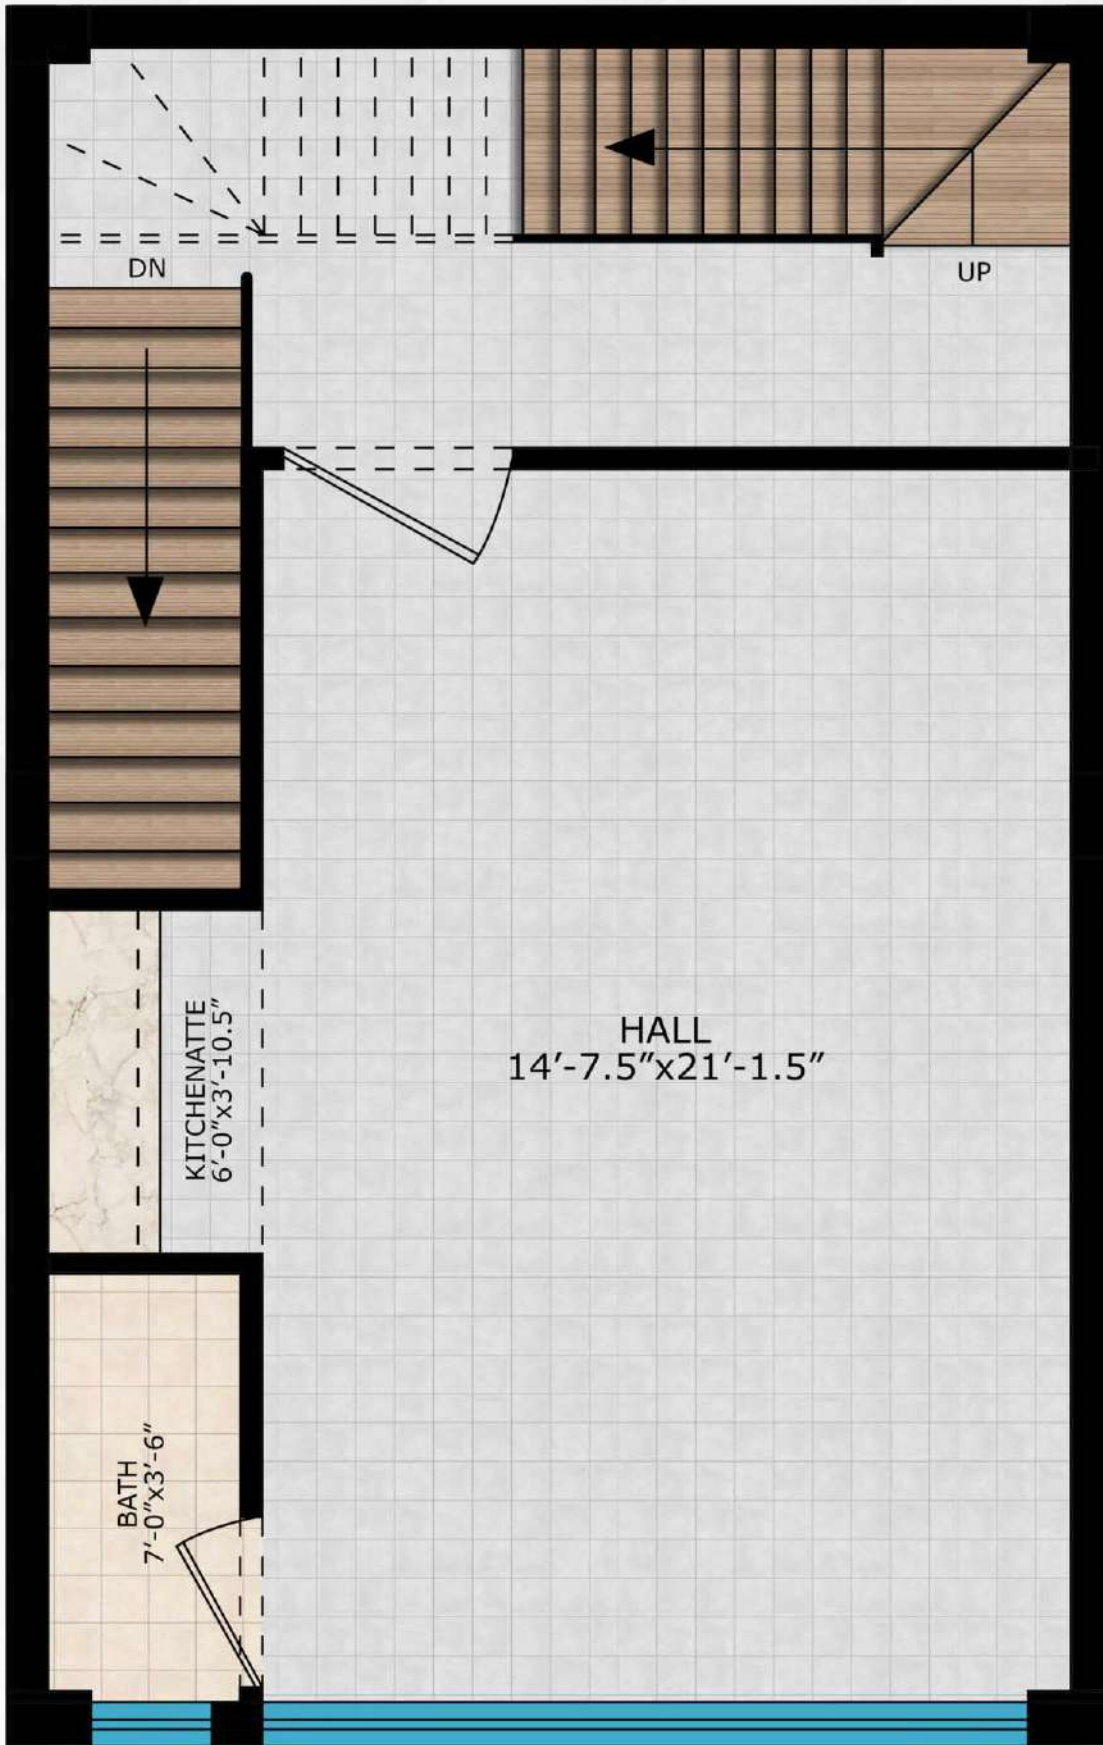 DN
UP
HALL
14'-7.5"x21'-1.5"
KITCHENATTE
6'-0"x3'-10.5"
BATH
7'-0"x3'-6"